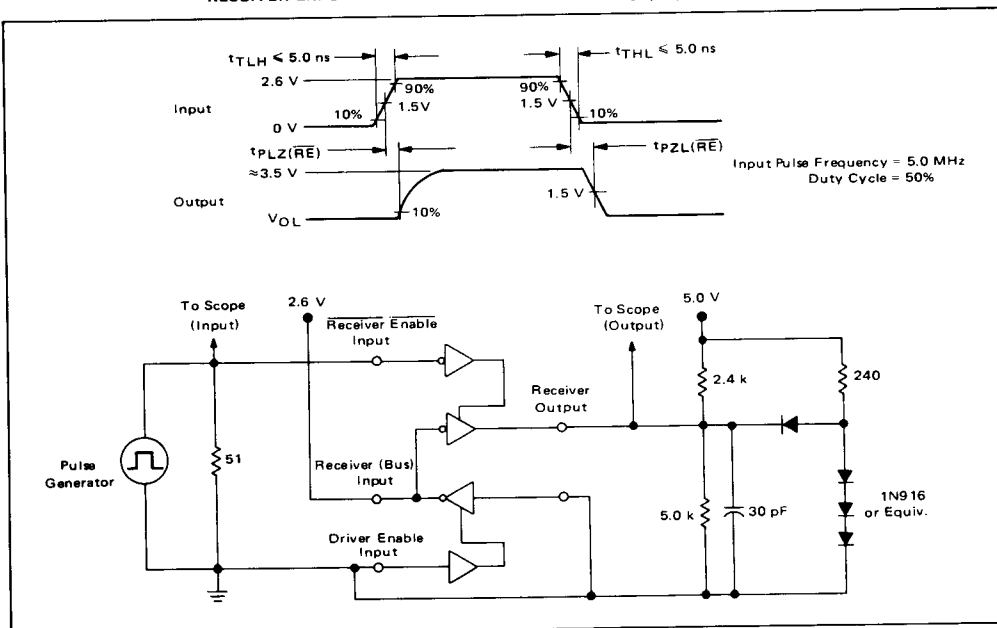 tTLH ≤ 5.0 ns
tTHL ≤ 5.0 ns
2.6 V
90%
90%
Input
10%
1.5V
1.5 V
10%
0 V
tPLZ(R̅E̅)
tPZL(R̅E̅)
Input Pulse Frequency = 5.0 MHz
Duty Cycle = 50%
≈3.5 V
Output
1.5 V
VOL
10%
To Scope
(Input)
2.6 V
Receiver Enable
Input
To Scope
(Output)
5.0 V
2.4 k
240
Receiver
Output
Pulse
Generator
51
Receiver (Bus)
Input
5.0 k
30 pF
1N916
or Equiv.
Driver Enable
Input